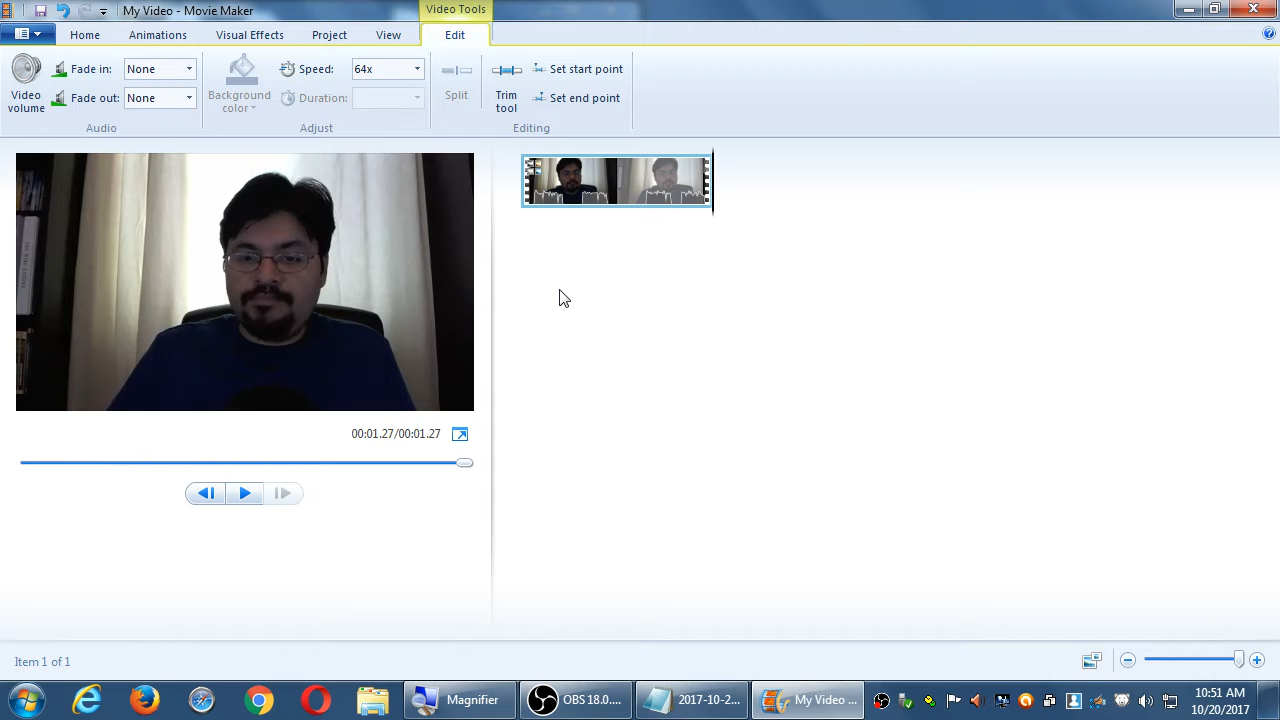 My Video - Movie Maker
Video Tools
Home
Animations
Visual Effects
Project
View
Edit
Video volume
Fade in: None
Fade out: None
Audio
Background color
Speed: 64x
Duration:
Adjust
Split
Trim tool
Set start point
Set end point
Editing
00:01.27/00:01.27
Item 1 of 1
Magnifier
OBS 18.0....
2017-10-2...
My Video ...
10:51 AM
10/20/2017